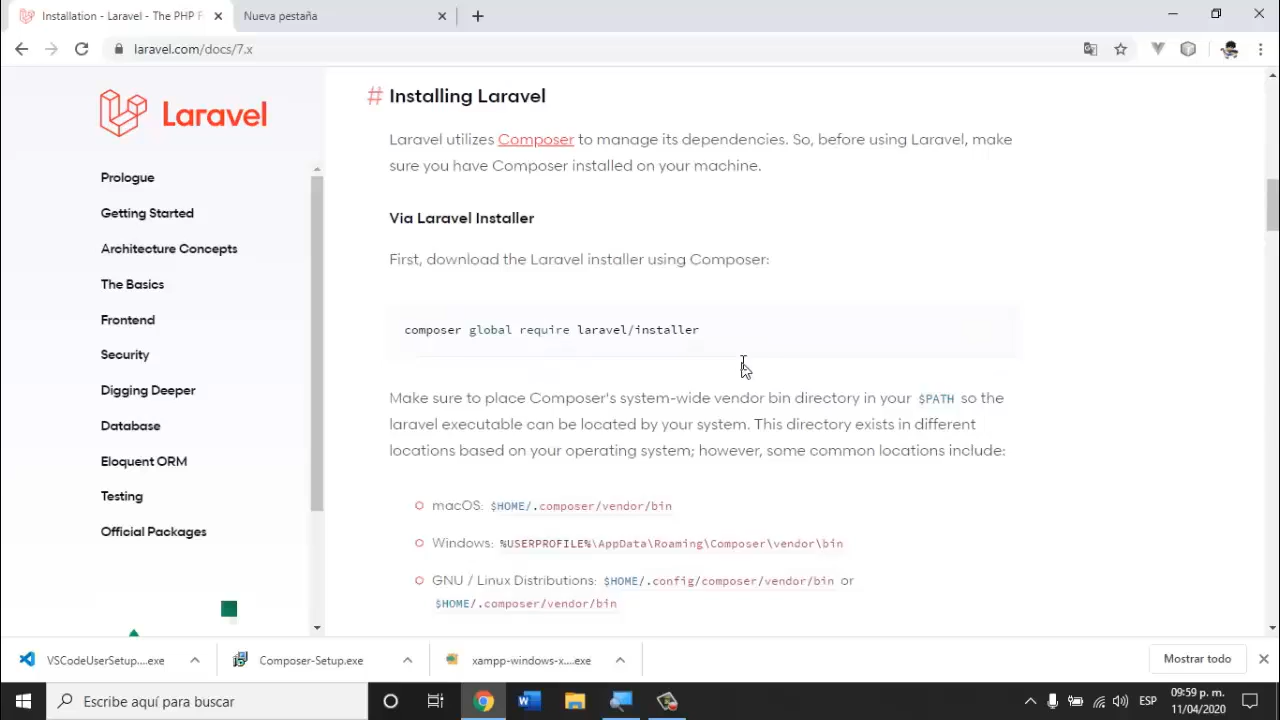 Installation - Laravel - The PHP F
Nueva pestaña
laravel.com/docs/7.x
Laravel
Prologue
Getting Started
Architecture Concepts
The Basics
Frontend
Security
Digging Deeper
Database
Eloquent ORM
Testing
Official Packages
# Installing Laravel
Laravel utilizes Composer to manage its dependencies. So, before using Laravel, make
sure you have Composer installed on your machine.
Via Laravel Installer
First, download the Laravel installer using Composer:
composer global require laravel/installer
Make sure to place Composer's system-wide vendor bin directory in your $PATH so the
laravel executable can be located by your system. This directory exists in different
locations based on your operating system; however, some common locations include:
macOS: $HOME/.composer/vendor/bin
Windows: %USERPROFILE%\AppData\Roaming\Composer\vendor\bin
GNU / Linux Distributions: $HOME/.config/composer/vendor/bin or
$HOME/.composer/vendor/bin
VSCodeUserSetup....exe
Composer-Setup.exe
xampp-windows-x....exe
Mostrar todo
Escribe aquí para buscar
ESP
09:59 p. m.
11/04/2020